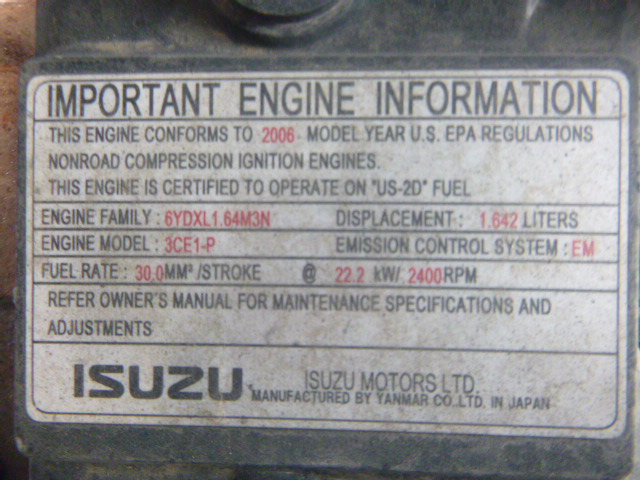 IMPORTANT ENGINE INFORMATION
THIS ENGINE CONFORMS TO 2006 MODEL YEAR U.S. EPA REGULATIONS
NONROAD COMPRESSION IGNITION ENGINES.
THIS ENGINE IS CERTIFIED TO OPERATE ON "US-2D" FUEL
ENGINE FAMILY : 6YDXL1.64M3N DISPLACEMENT : 1.642 LITERS
ENGINE MODEL : 3CE1-P EMISSION CONTROL SYSTEM : EM
FUEL RATE : 30.0MM³ /STROKE @ 22.2 kW/ 2400RPM
REFER OWNER'S MANUAL FOR MAINTENANCE SPECIFICATIONS AND
ADJUSTMENTS
ISUZU ISUZU MOTORS LTD.
MANUFACTURED BY YANMAR CO.,LTD. IN JAPAN